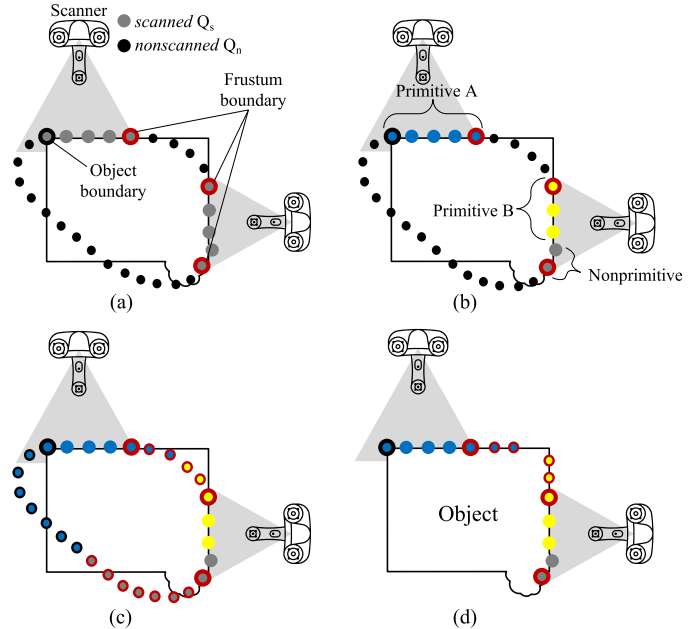 Scanner
scanned Qs
nonscanned Qn
Frustum
boundary
Object
boundary
(a)
Primitive A
Primitive B
Nonprimitive
(b)
(c)
Object
(d)